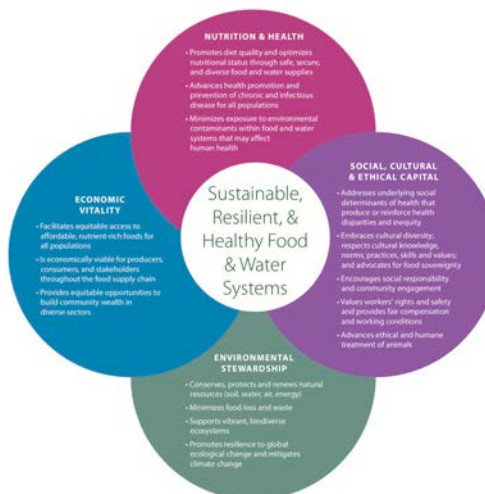 NUTRITION & HEALTH
• Promotes diet quality and optimizes
nutritional status through safe, secure,
and diverse food and water supplies
• Advances health promotion and
prevention of chronic and infectious
disease for all populations
• Minimizes exposure to environmental
contaminants within food and water
systems that may affect
human health
ECONOMIC
VITALITY
• Facilitates equitable access to
affordable, nutrient-rich foods for
all populations
• Is economically viable for producers,
consumers, and stakeholders
throughout the food supply chain
• Provides equitable opportunities to
build community wealth in
diverse sectors
Sustainable,
Resilient, &
Healthy Food
& Water
Systems
SOCIAL, CULTURAL
& ETHICAL CAPITAL
• Addresses underlying social
determinants of health that
produce or reinforce health
disparities and inequity
• Embraces cultural diversity;
respects cultural knowledge,
norms, practices, skills and values;
and advocates for food sovereignty
• Encourages social responsibility
and community engagement
• Values workers' rights and safety
and provides fair compensation
and working conditions
• Advances ethical and humane
treatment of animals
ENVIRONMENTAL
STEWARDSHIP
• Conserves, protects and renews natural
resources (soil, water, air, energy)
• Minimizes food loss and waste
• Supports vibrant, biodiverse
ecosystems
• Promotes resilience to global
ecological change and mitigates
climate change